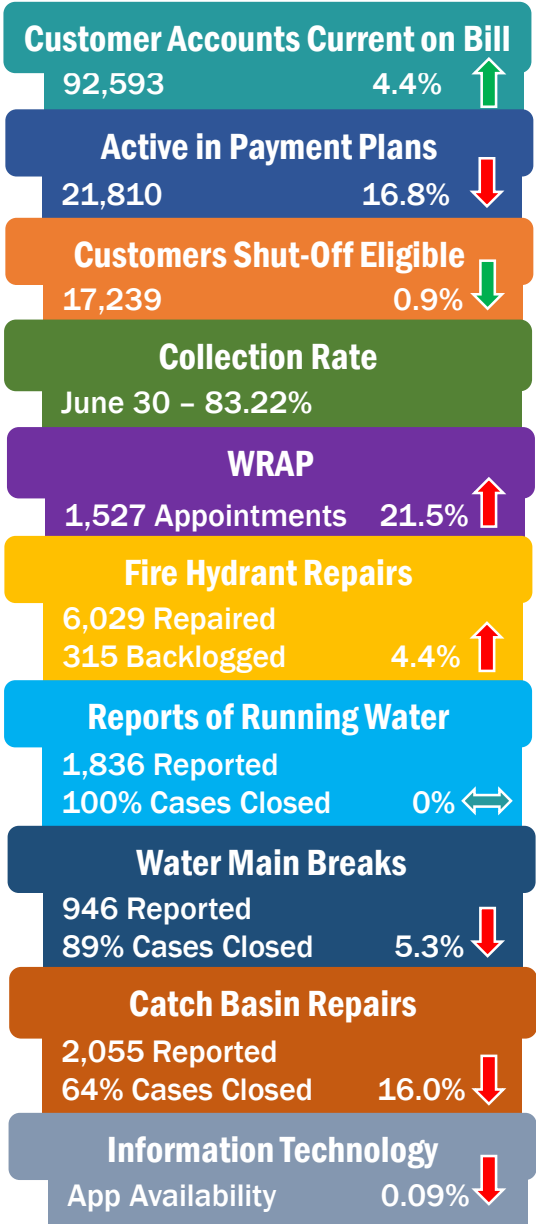 Customer Accounts Current on Bill
92,593 4.4%
Active in Payment Plans
21,810 16.8%
Customers Shut-Off Eligible
17,239 0.9%
Collection Rate
June 30 – 83.22%
WRAP
1,527 Appointments 21.5%
Fire Hydrant Repairs
6,029 Repaired
315 Backlogged 4.4%
Reports of Running Water
1,836 Reported
100% Cases Closed 0%
Water Main Breaks
946 Reported
89% Cases Closed 5.3%
Catch Basin Repairs
2,055 Reported
64% Cases Closed 16.0%
Information Technology
App Availability 0.09%